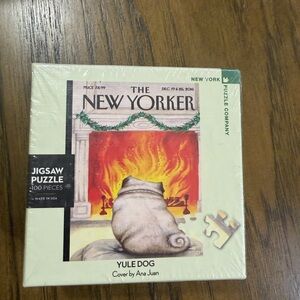 NEW YORK
PUZZLE COMPANY
PRICE $8.99
THE
DEC. 19 & 26, 2016
NEW YORKER
JIGSAW
PUZZLE
100 PIECES
MADE IN USA
YULE DOG
Cover by Ana Juan